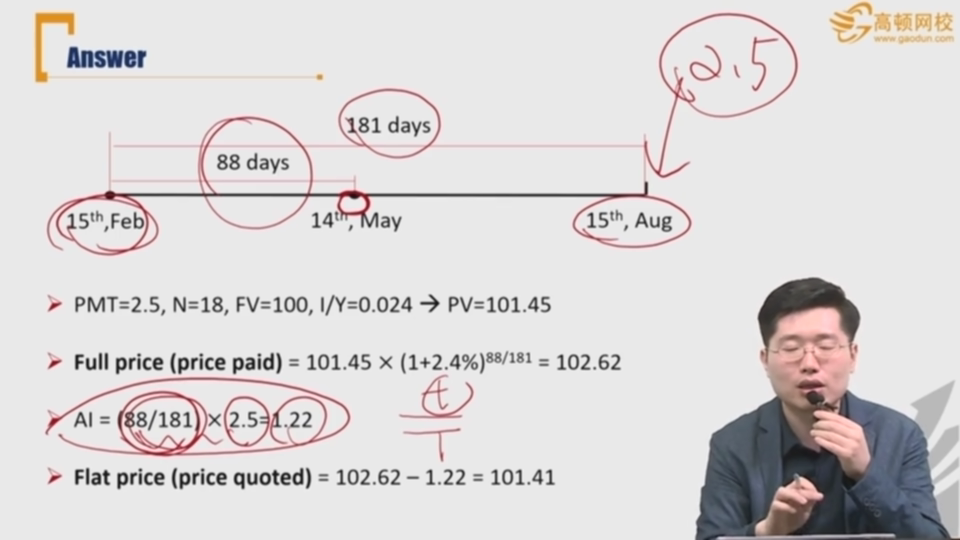 Answer
高顿网校
www.gaodun.com
2.5
181 days
88 days
15th,Feb
14th, May
15th, Aug
PMT=2.5, N=18, FV=100, I/Y=0.024 → PV=101.45
Full price (price paid) = 101.45 × (1+2.4%)88/181 = 102.62
AI = (88/181) × 2.5=1.22
t
T
Flat price (price quoted) = 102.62 – 1.22 = 101.41